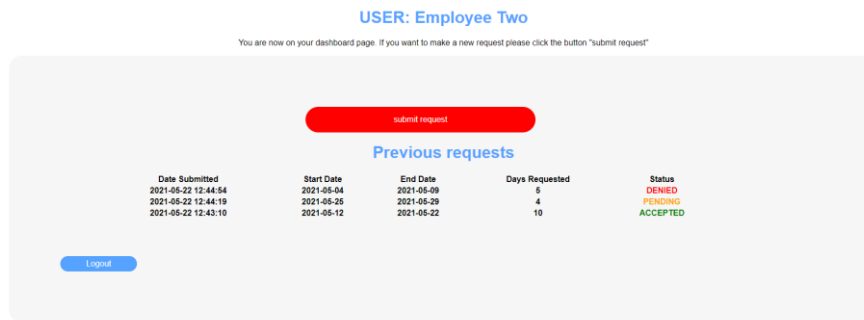 USER: Employee Two
You are now on your dashboard page. If you want to make a new request please click the button "submit request"
submit request
Previous requests
Date Submitted Start Date End Date Days Requested Status
2021-05-22 12:44:54 2021-05-04 2021-05-09 5 DENIED
2021-05-22 12:44:19 2021-05-25 2021-05-29 4 PENDING
2021-05-22 12:43:10 2021-05-12 2021-05-22 10 ACCEPTED
Logout